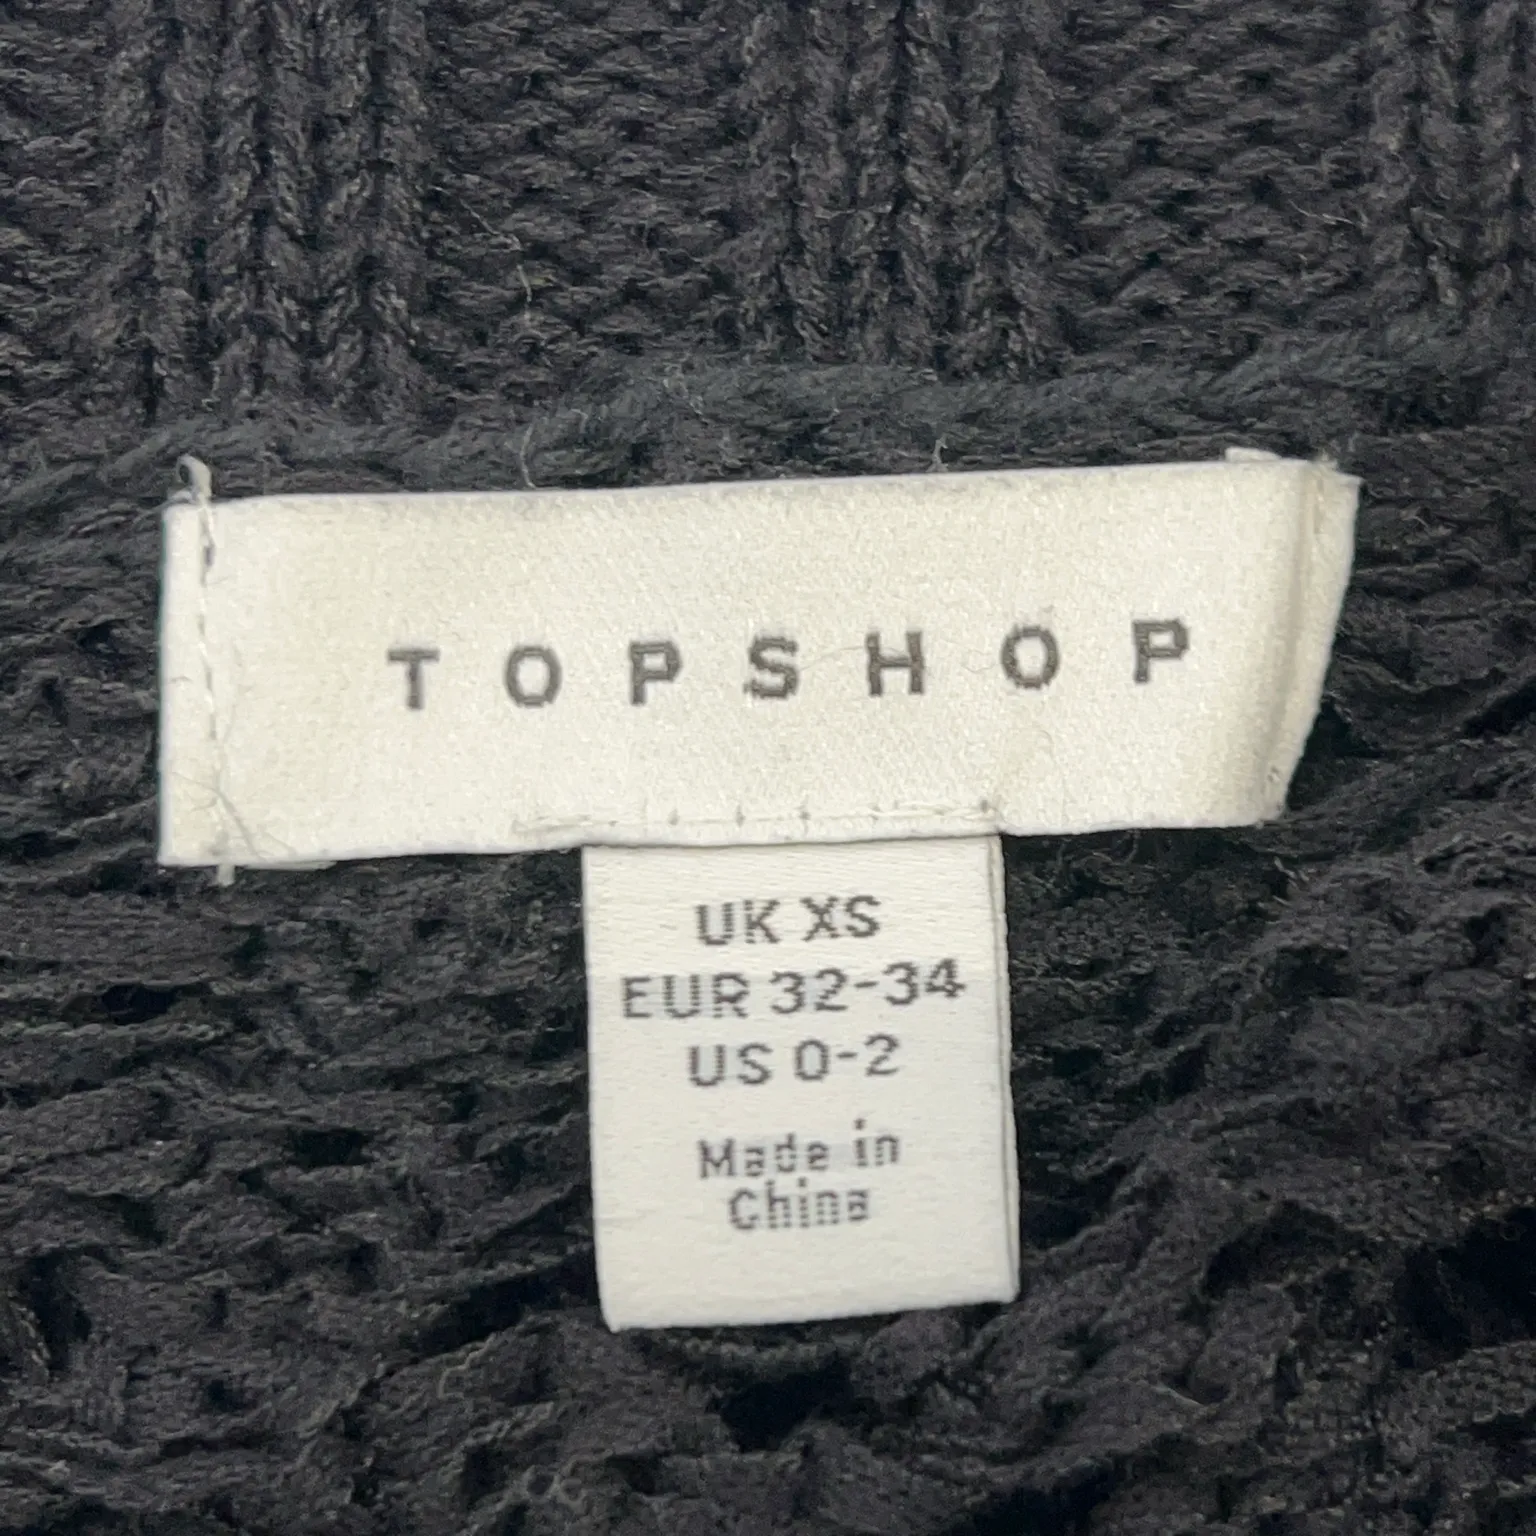 TOPSHOP
UK XS
EUR 32-34
US 0-2
Made in
China